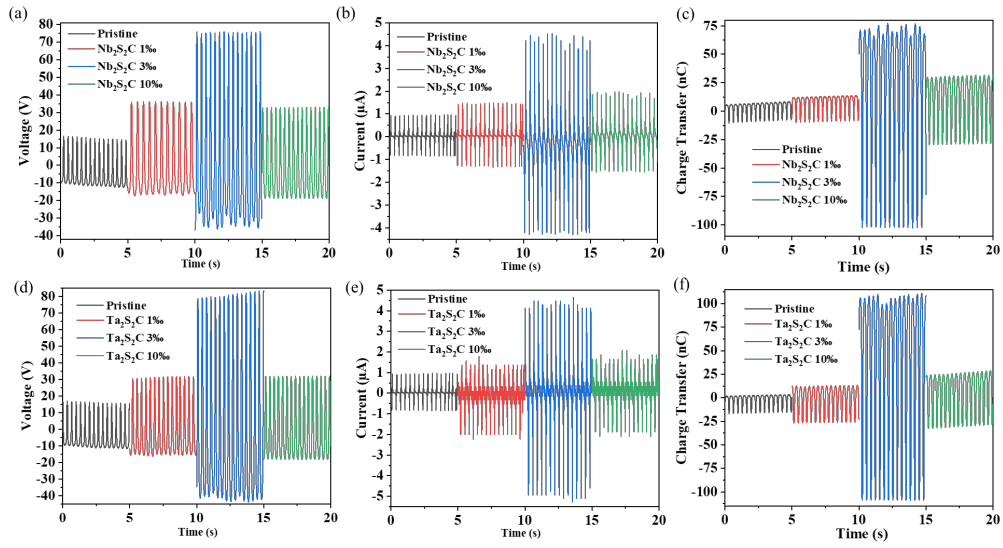 (a)
Voltage (V)
80
70
60
50
40
30
20
10
0
-10
-20
-30
-40
Pristine
Nb₂S₂C 1‰
Nb₂S₂C 3‰
Nb₂S₂C 10‰
0 5 10 15 20
Time (s)
(b)
Current (µA)
5
4
3
2
1
0
-1
-2
-3
-4
Pristine
Nb₂S₂C 1‰
Nb₂S₂C 3‰
Nb₂S₂C 10‰
0 5 10 15 20
Time (s)
(c)
Charge Transfer (nC)
75
50
25
0
-25
-50
-75
-100
Pristine
Nb₂S₂C 1‰
Nb₂S₂C 3‰
Nb₂S₂C 10‰
0 5 10 15 20
Time (s)
(d)
Voltage (V)
80
70
60
50
40
30
20
10
0
-10
-20
-30
-40
Pristine
Ta₂S₂C 1‰
Ta₂S₂C 3‰
Ta₂S₂C 10‰
0 5 10 15 20
Time (s)
(e)
Current (µA)
5
4
3
2
1
0
-1
-2
-3
-4
-5
Pristine
Ta₂S₂C 1‰
Ta₂S₂C 3‰
Ta₂S₂C 10‰
0 5 10 15 20
Time (s)
(f)
Charge Transfer (nC)
100
75
50
25
0
-25
-50
-75
-100
Pristine
Ta₂S₂C 1‰
Ta₂S₂C 3‰
Ta₂S₂C 10‰
0 5 10 15 20
Time (s)